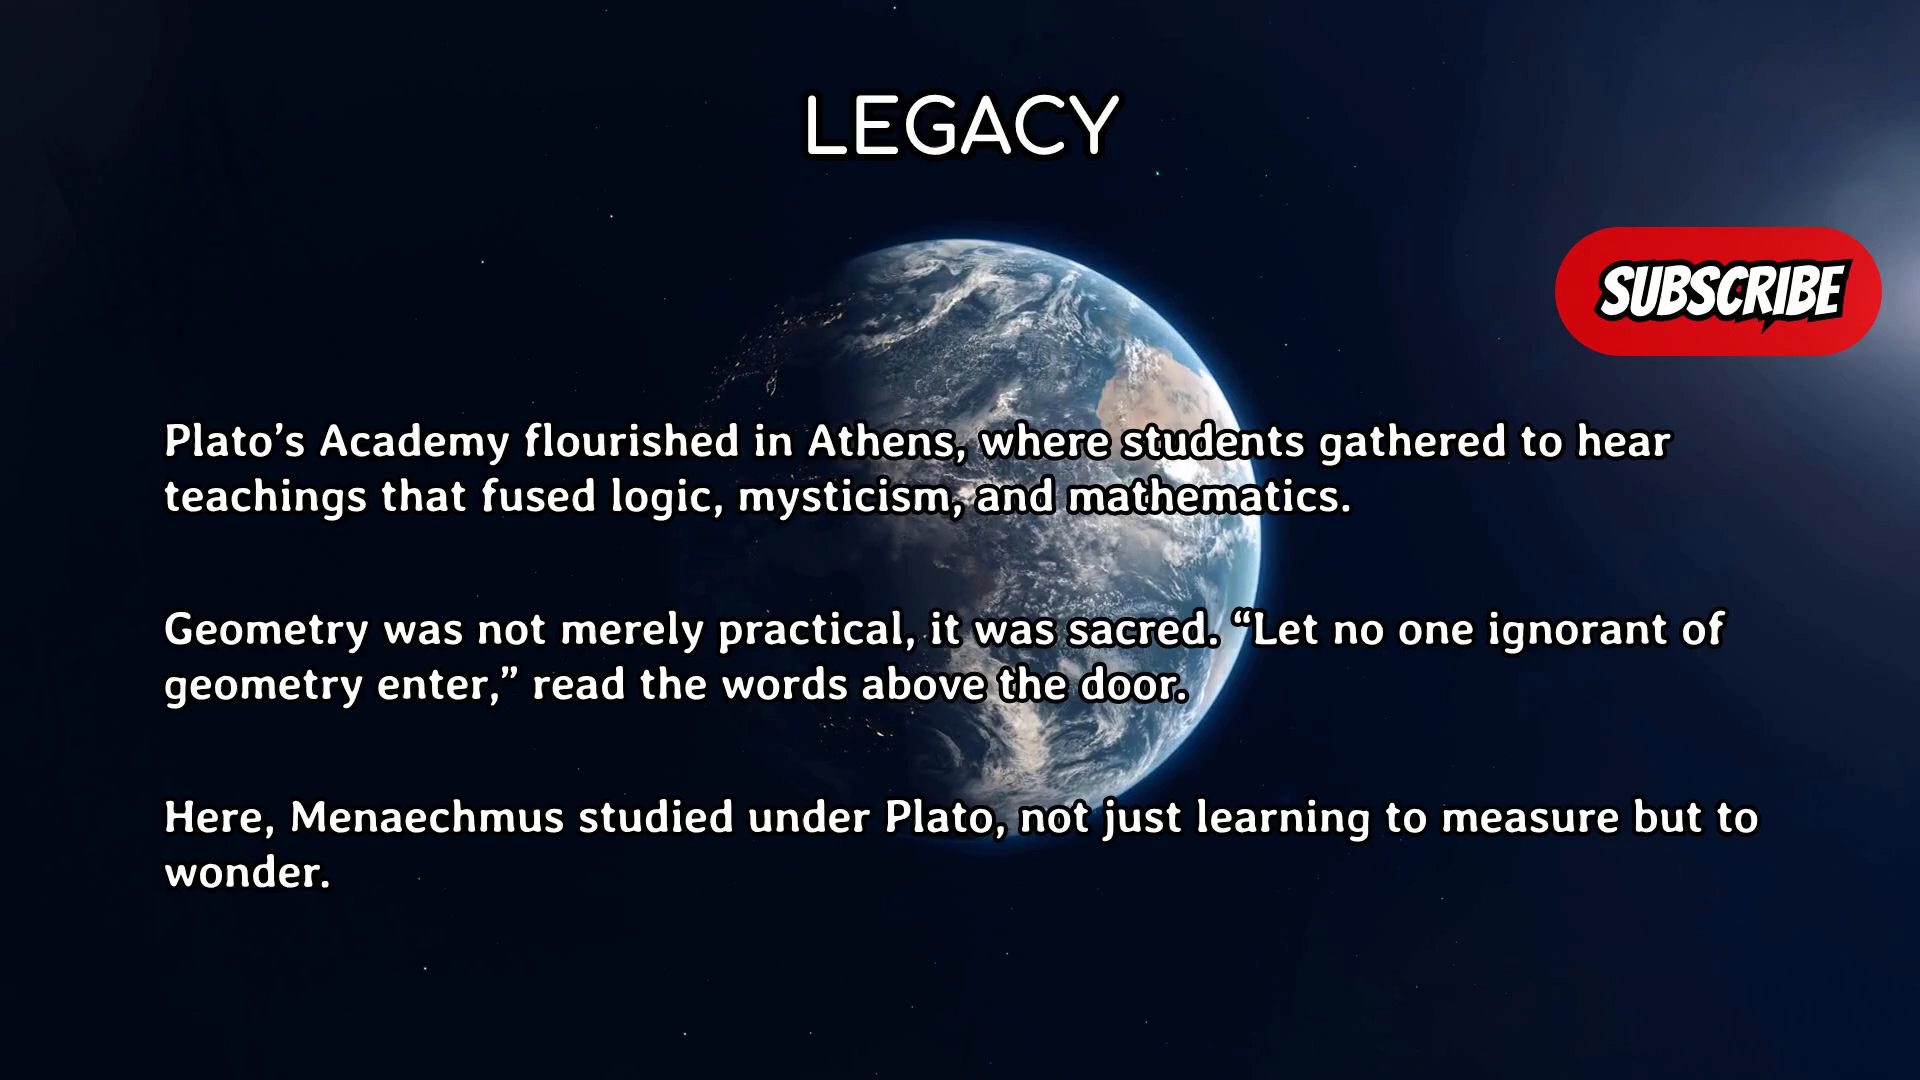 LEGACY
SUBSCRIBE
Plato’s Academy flourished in Athens, where students gathered to hear
teachings that fused logic, mysticism, and mathematics.
Geometry was not merely practical, it was sacred. “Let no one ignorant of
geometry enter,” read the words above the door.
Here, Menaechmus studied under Plato, not just learning to measure but to
wonder.